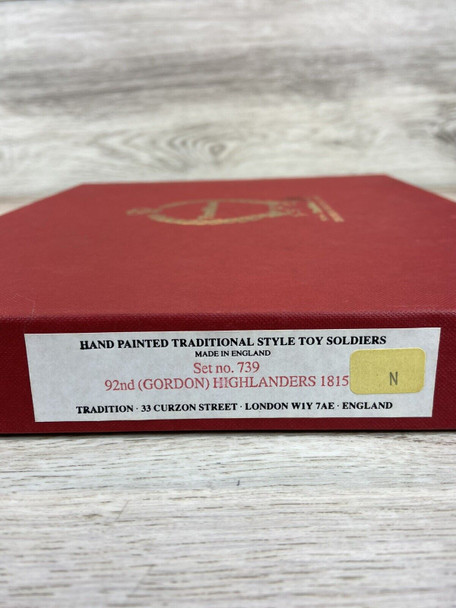 HAND PAINTED TRADITIONAL STYLE TOY SOLDIERS
MADE IN ENGLAND
Set no. 739
92nd (GORDON) HIGHLANDERS 1815
N
TRADITION · 33 CURZON STREET · LONDON W1Y 7AE · ENGLAND